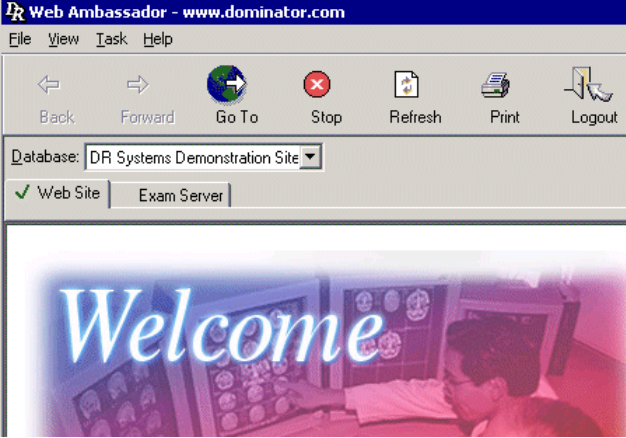 DR Web Ambassador - www.dominator.com
File View Task Help
Back Forward Go To Stop Refresh Print Logout
Database: DR Systems Demonstration Site
Web Site Exam Server
Welcome